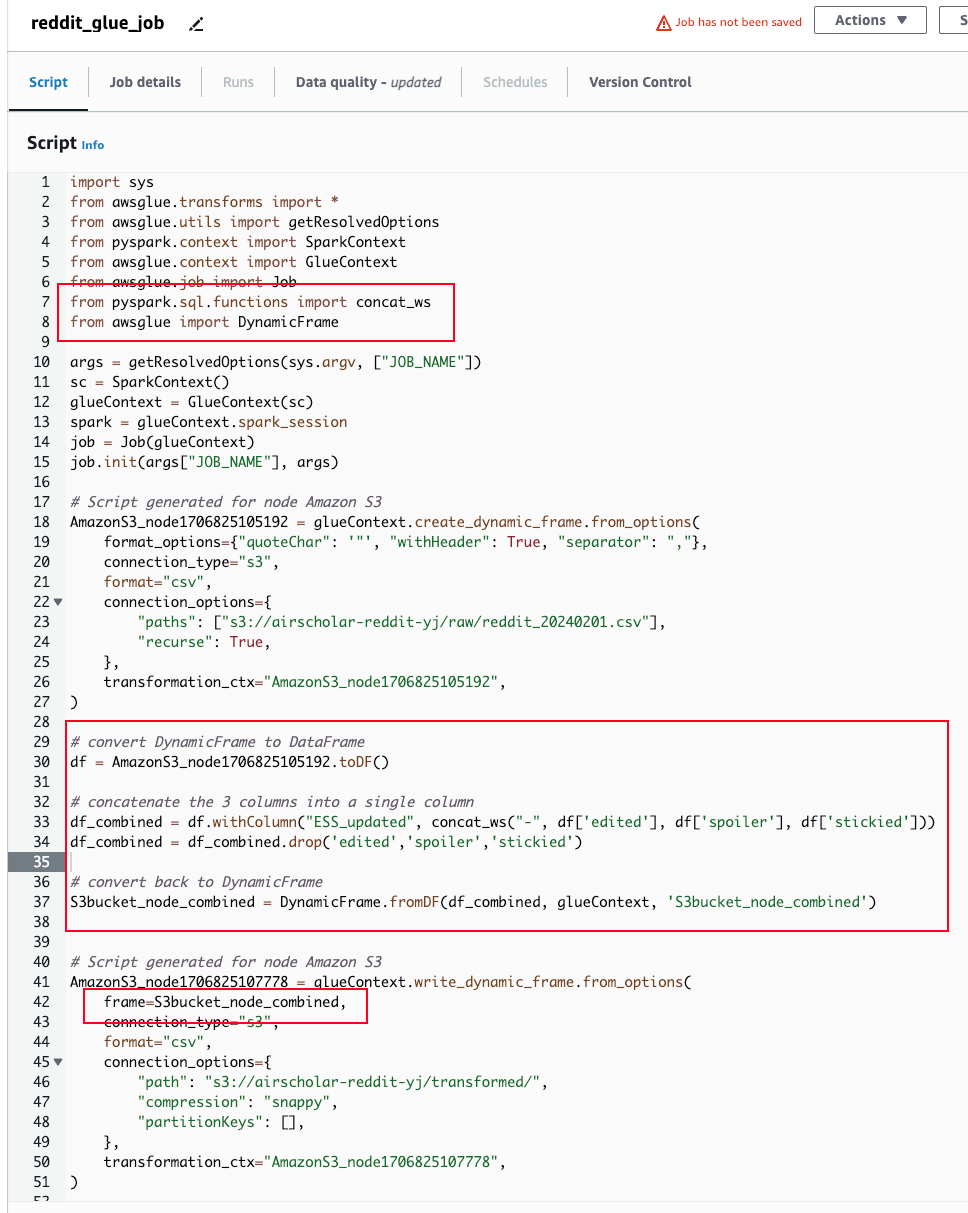 reddit_glue_job
Job has not been saved
Actions ▼
S
Script
Job details
Runs
Data quality - updated
Schedules
Version Control
Script Info
1 import sys
2 from awsglue.transforms import *
3 from awsglue.utils import getResolvedOptions
4 from pyspark.context import SparkContext
5 from awsglue.context import GlueContext
6 from awsglue.job import Job
7 from pyspark.sql.functions import concat_ws
8 from awsglue import DynamicFrame
9
10 args = getResolvedOptions(sys.argv, ["JOB_NAME"])
11 sc = SparkContext()
12 glueContext = GlueContext(sc)
13 spark = glueContext.spark_session
14 job = Job(glueContext)
15 job.init(args["JOB_NAME"], args)
16
17 # Script generated for node Amazon S3
18 AmazonS3_node1706825105192 = glueContext.create_dynamic_frame.from_options(
19     format_options={"quoteChar": '"', "withHeader": True, "separator": ","},
20     connection_type="s3",
21     format="csv",
22     connection_options={
23         "paths": ["s3://airscholar-reddit-yj/raw/reddit_20240201.csv"],
24         "recurse": True,
25     },
26     transformation_ctx="AmazonS3_node1706825105192",
27 )
28
29 # convert DynamicFrame to DataFrame
30 df = AmazonS3_node1706825105192.toDF()
31
32 # concatenate the 3 columns into a single column
33 df_combined = df.withColumn("ESS_updated", concat_ws("-", df['edited'], df['spoiler'], df['stickied']))
34 df_combined = df_combined.drop('edited','spoiler','stickied')
35
36 # convert back to DynamicFrame
37 S3bucket_node_combined = DynamicFrame.fromDF(df_combined, glueContext, 'S3bucket_node_combined')
38
39
40 # Script generated for node Amazon S3
41 AmazonS3_node1706825107778 = glueContext.write_dynamic_frame.from_options(
42     frame=S3bucket_node_combined,
43     connection_type="s3",
44     format="csv",
45     connection_options={
46         "path": "s3://airscholar-reddit-yj/transformed/",
47         "compression": "snappy",
48         "partitionKeys": [],
49     },
50     transformation_ctx="AmazonS3_node1706825107778",
51 )